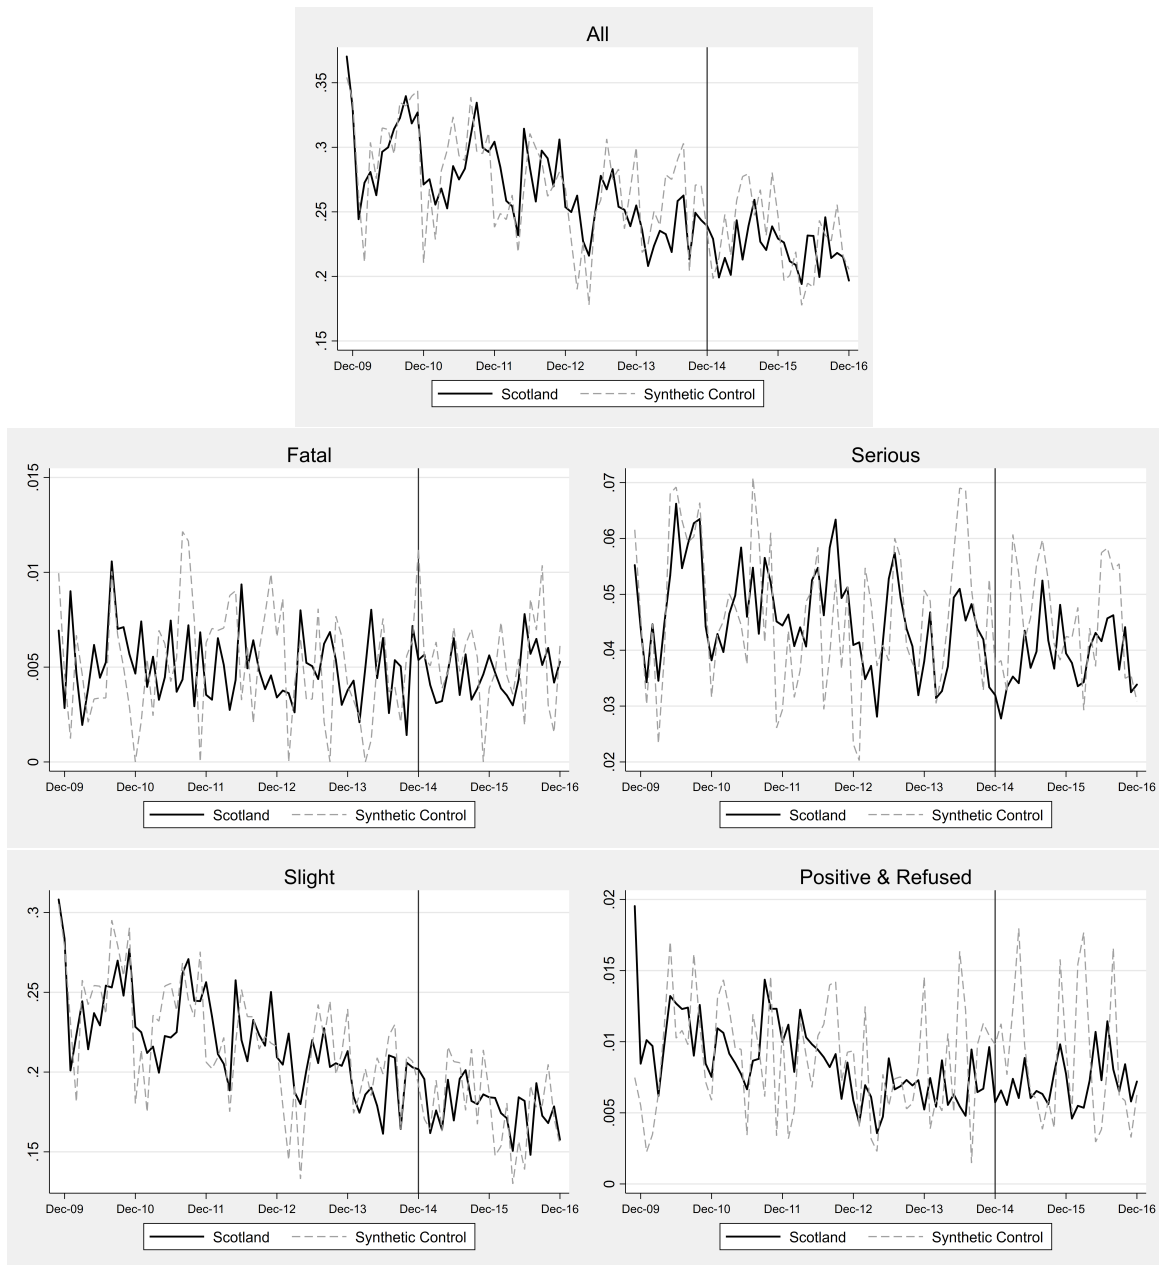 All
.35
.3
.25
.2
.15
Dec-09 Dec-10 Dec-11 Dec-12 Dec-13 Dec-14 Dec-15 Dec-16
Scotland Synthetic Control
Fatal
.015
.01
.005
0
Dec-09 Dec-10 Dec-11 Dec-12 Dec-13 Dec-14 Dec-15 Dec-16
Scotland Synthetic Control
Serious
.07
.06
.05
.04
.03
.02
Dec-09 Dec-10 Dec-11 Dec-12 Dec-13 Dec-14 Dec-15 Dec-16
Scotland Synthetic Control
Slight
.3
.25
.2
.15
Dec-09 Dec-10 Dec-11 Dec-12 Dec-13 Dec-14 Dec-15 Dec-16
Scotland Synthetic Control
Positive & Refused
.02
.015
.01
.005
0
Dec-09 Dec-10 Dec-11 Dec-12 Dec-13 Dec-14 Dec-15 Dec-16
Scotland Synthetic Control